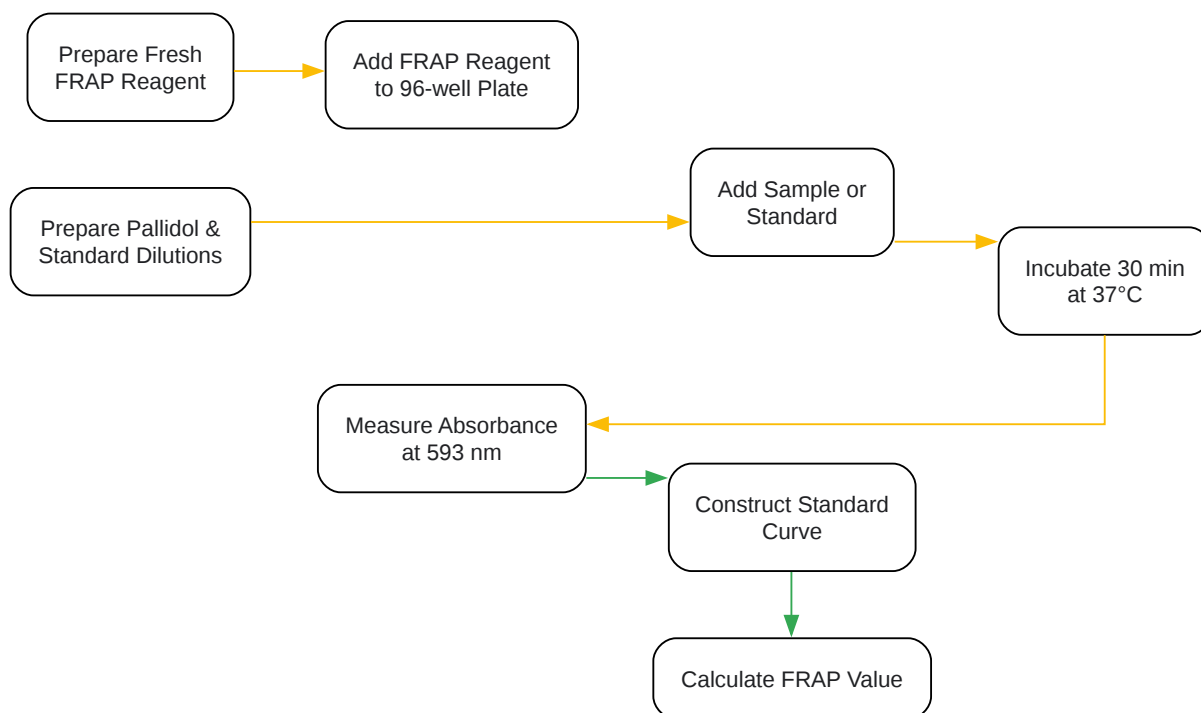 Prepare Fresh
FRAP Reagent
Add FRAP Reagent
to 96-well Plate
Prepare Pallidol &
Standard Dilutions
Add Sample or
Standard
Incubate 30 min
at 37°C
Measure Absorbance
at 593 nm
Construct Standard
Curve
Calculate FRAP Value